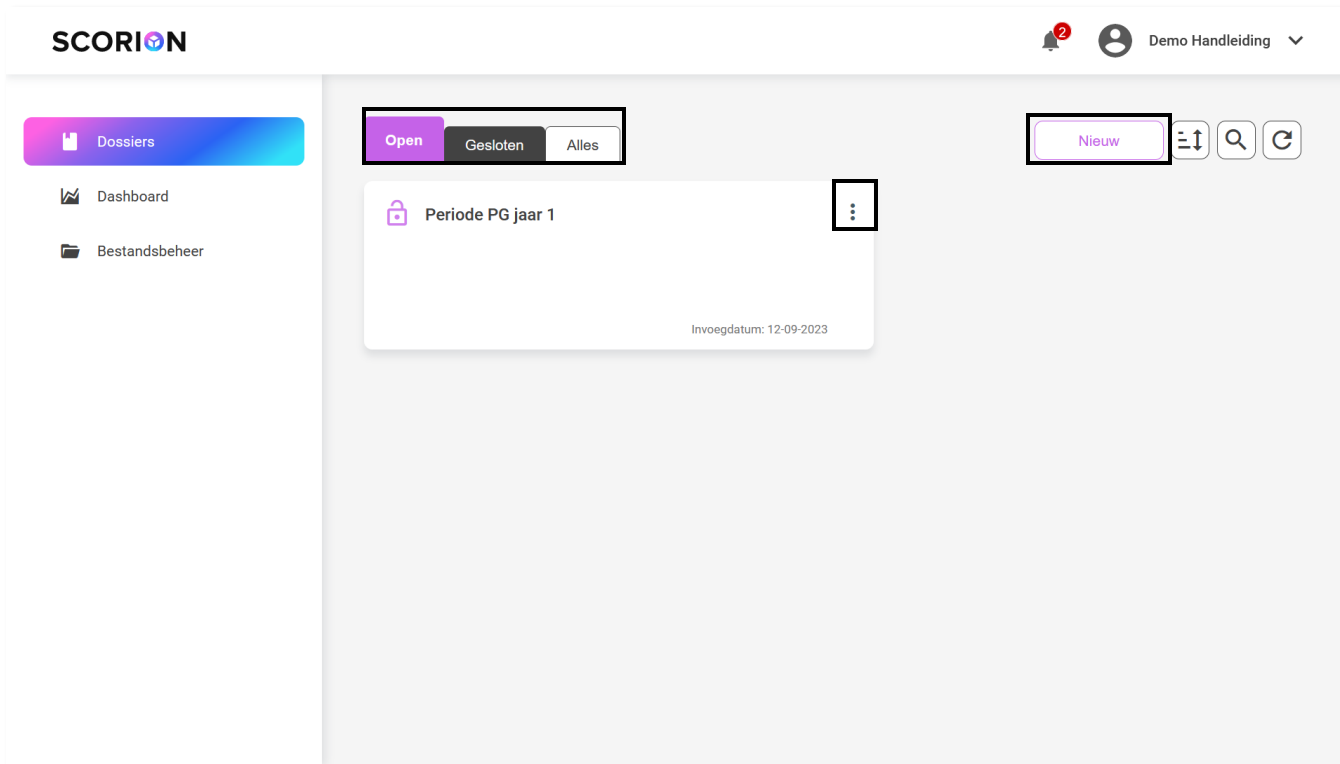 SCORION
2
Demo Handleiding
Dossiers
Dashboard
Bestandsbeheer
Open
Gesloten
Alles
Nieuw
Periode PG jaar 1
Invoegdatum: 12-09-2023